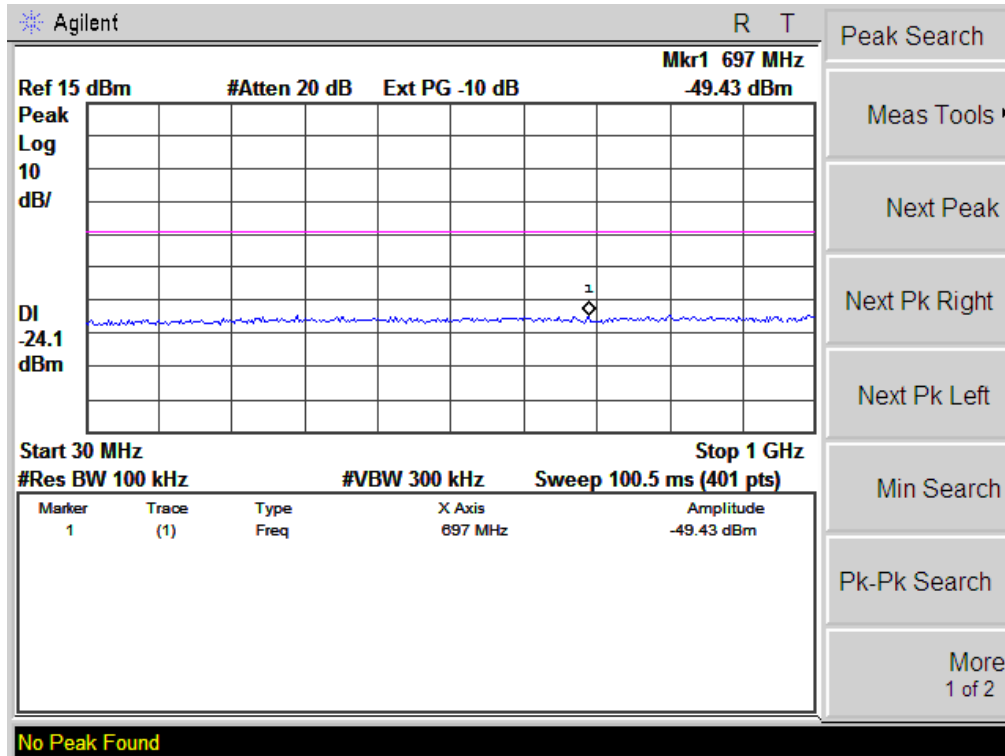 Agilent
R T
Mkr1 697 MHz
Ref 15 dBm #Atten 20 dB Ext PG -10 dB -49.43 dBm
Peak
Log
10
dB/
1
DI
-24.1
dBm
Start 30 MHz Stop 1 GHz
#Res BW 100 kHz #VBW 300 kHz Sweep 100.5 ms (401 pts)
Marker Trace Type X Axis Amplitude
1 (1) Freq 697 MHz -49.43 dBm
No Peak Found
Peak Search
Meas Tools
Next Peak
Next Pk Right
Next Pk Left
Min Search
Pk-Pk Search
More
1 of 2